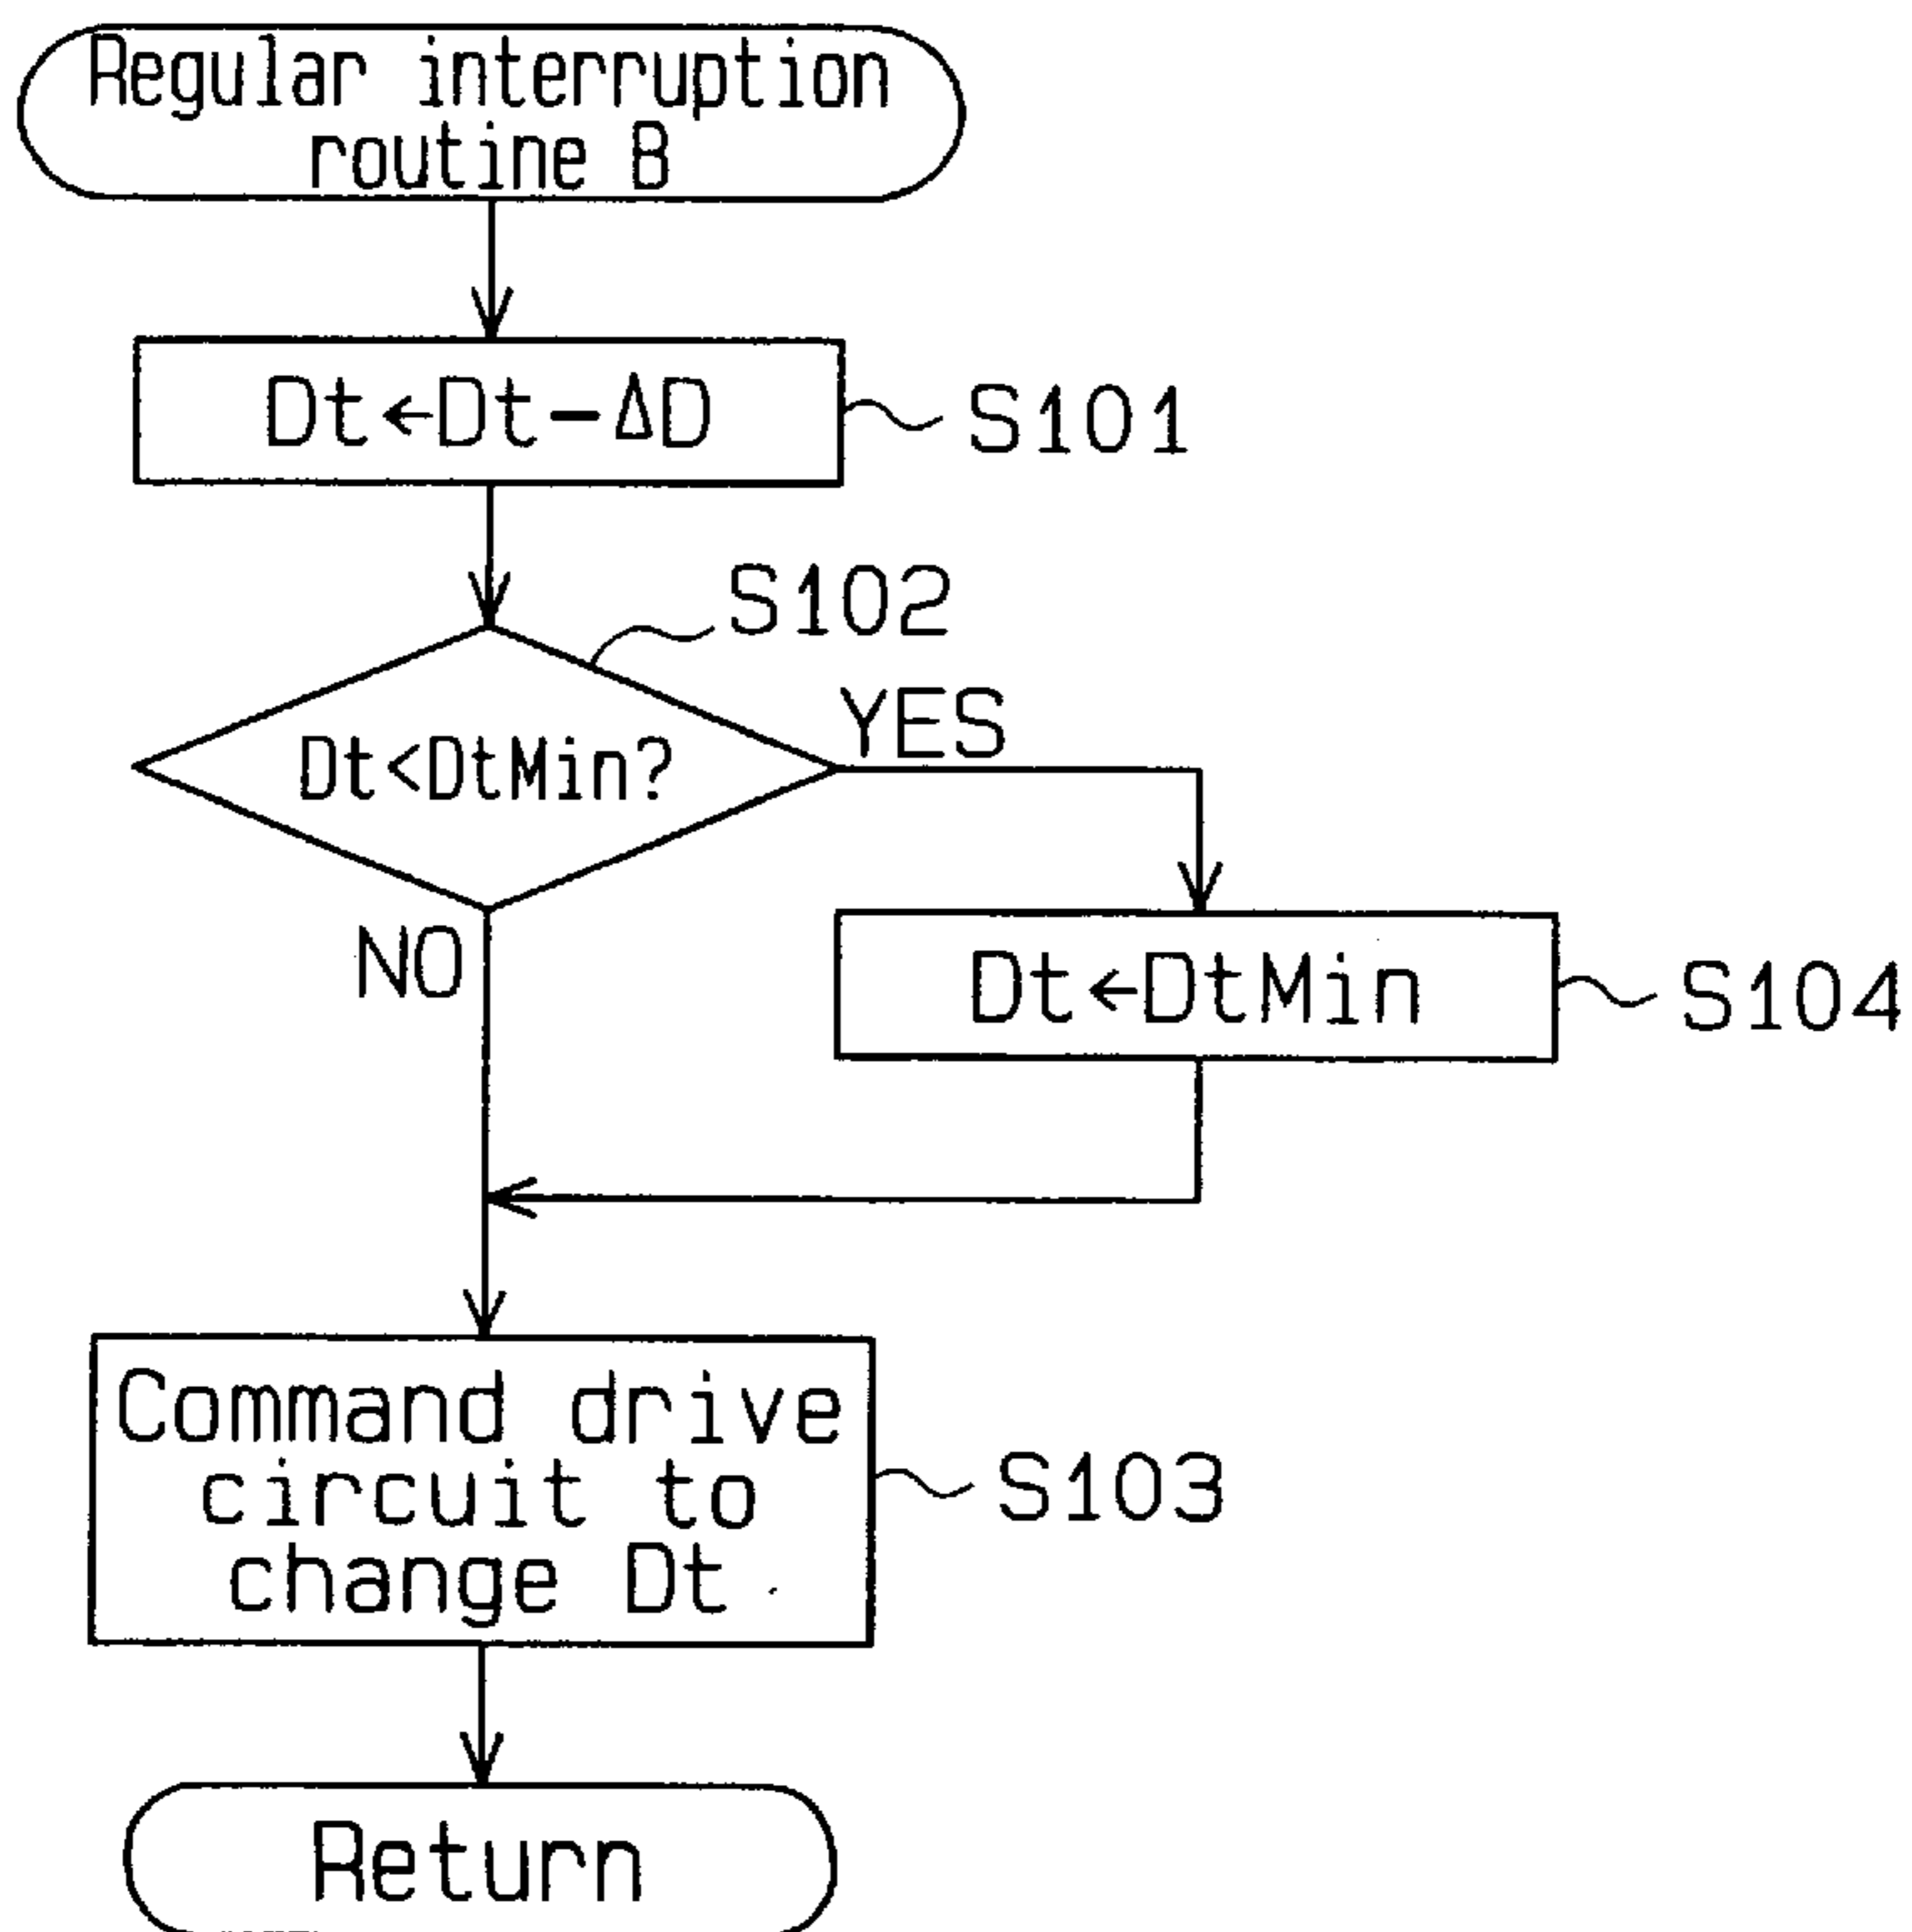 Regular interruption
routine B
Dt←Dt-ΔD
S101
S102
Dt<DtMin?
YES
NO
Dt←DtMin
S104
Command drive
circuit to
change Dt
S103
Return